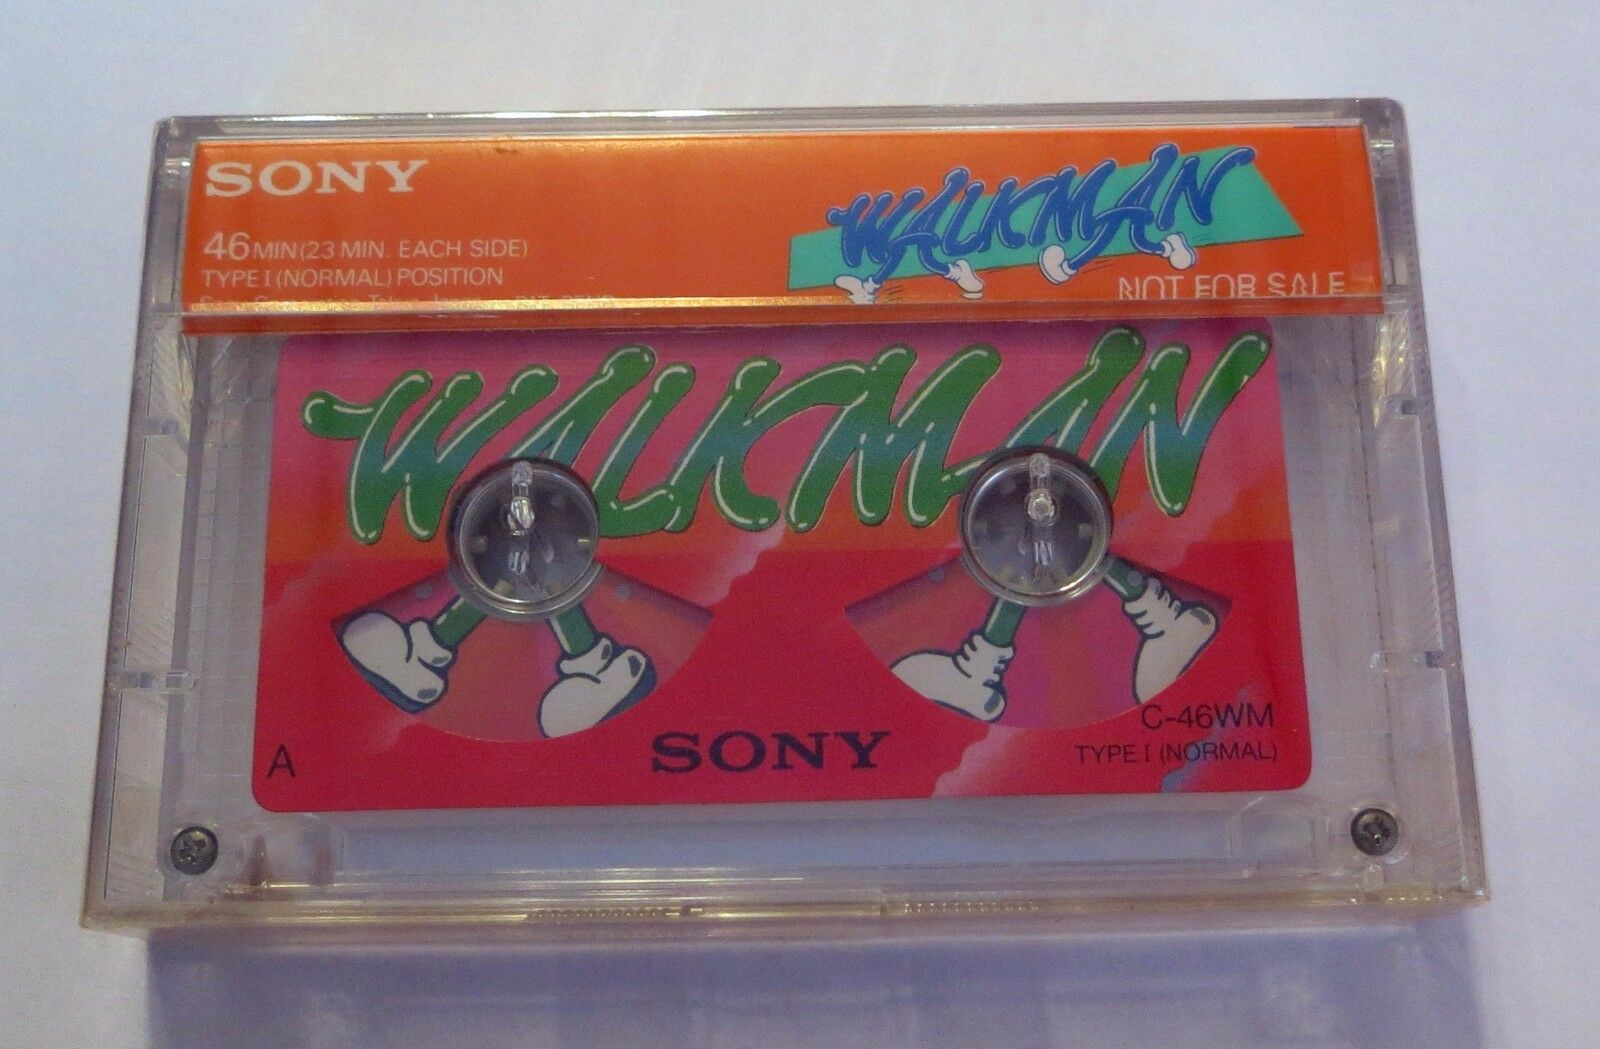 SONY
WALKMAN
46 MIN (23 MIN. EACH SIDE)
TYPE I (NORMAL) POSITION
NOT FOR SALE
WALKMAN
C-46WM
SONY
TYPE I (NORMAL)
A